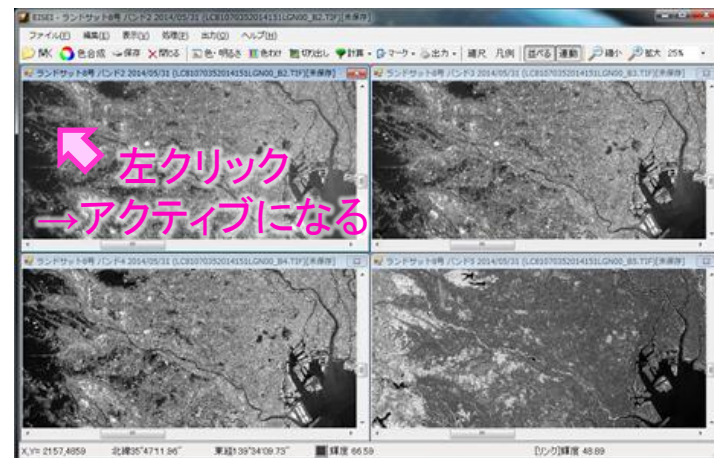 EISEI - ランドサット8号 バンド2 2014/05/31 (LC81070352014151LGN00_B2.TIF)[未保存]
ファイル(F) 編集(E) 表示(V) 処理(P) 出力(O) ヘルプ(H)
開く 色合成 保存 閉じる 色・明るさ 色わけ 切り出し 計算 マーク 出力 縮尺 凡例 並べる 連動 縮小 拡大 25%
ランドサット8号 バンド2 2014/05/31 (LC81070352014151LGN00_B2.TIF)[未保存]
ランドサット8号 バンド3 2014/05/31 (LC81070352014151LGN00_B3.TIF)[未保存]
左クリック
→アクティブになる
ランドサット8号 バンド4 2014/05/31 (LC81070352014151LGN00_B4.TIF)[未保存]
ランドサット8号 バンド5 2014/05/31 (LC81070352014151LGN00_B5.TIF)[未保存]
X,Y= 2157,4859 北緯35°47'11.96" 東経139°34'09.73" 輝度 66.59 [リンク]輝度 48.89